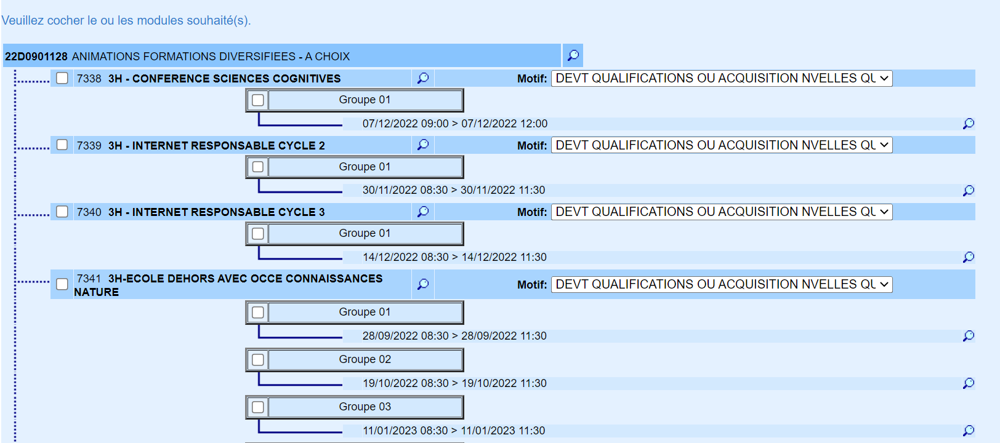 Veuillez cocher le ou les modules souhaité(s).
22D0901128 ANIMATIONS FORMATIONS DIVERSIFIEES - A CHOIX
7338 3H - CONFERENCE SCIENCES COGNITIVES Motif: DEVT QUALIFICATIONS OU ACQUISITION NVELLES QU
Groupe 01
07/12/2022 09:00 > 07/12/2022 12:00
7339 3H - INTERNET RESPONSABLE CYCLE 2 Motif: DEVT QUALIFICATIONS OU ACQUISITION NVELLES QU
Groupe 01
30/11/2022 08:30 > 30/11/2022 11:30
7340 3H - INTERNET RESPONSABLE CYCLE 3 Motif: DEVT QUALIFICATIONS OU ACQUISITION NVELLES QU
Groupe 01
14/12/2022 08:30 > 14/12/2022 11:30
7341 3H-ECOLE DEHORS AVEC OCCE CONNAISSANCES
NATURE Motif: DEVT QUALIFICATIONS OU ACQUISITION NVELLES QU
Groupe 01
28/09/2022 08:30 > 28/09/2022 11:30
Groupe 02
19/10/2022 08:30 > 19/10/2022 11:30
Groupe 03
11/01/2023 08:30 > 11/01/2023 11:30